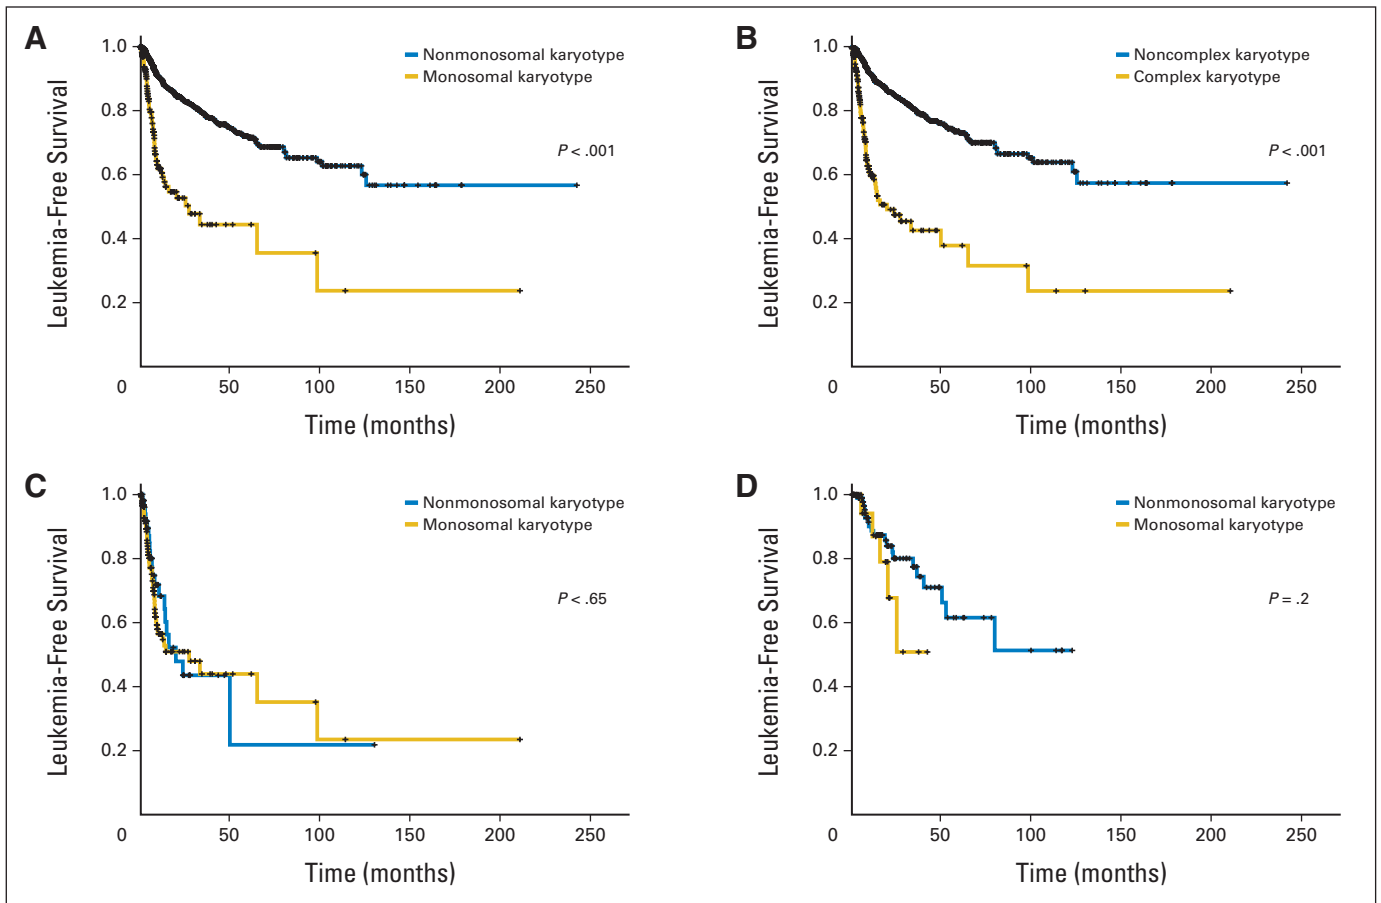 A
Leukemia-Free Survival
1.0
0.8
0.6
0.4
0.2
0
50
100
150
200
250
Time (months)
Nonmonosomal karyotype
Monosomal karyotype
P < .001
B
Leukemia-Free Survival
1.0
0.8
0.6
0.4
0.2
0
50
100
150
200
250
Time (months)
Noncomplex karyotype
Complex karyotype
P < .001
C
Leukemia-Free Survival
1.0
0.8
0.6
0.4
0.2
0
50
100
150
200
250
Time (months)
Nonmonosomal karyotype
Monosomal karyotype
P < .65
D
Leukemia-Free Survival
1.0
0.8
0.6
0.4
0.2
0
50
100
150
200
250
Time (months)
Nonmonosomal karyotype
Monosomal karyotype
P = .2